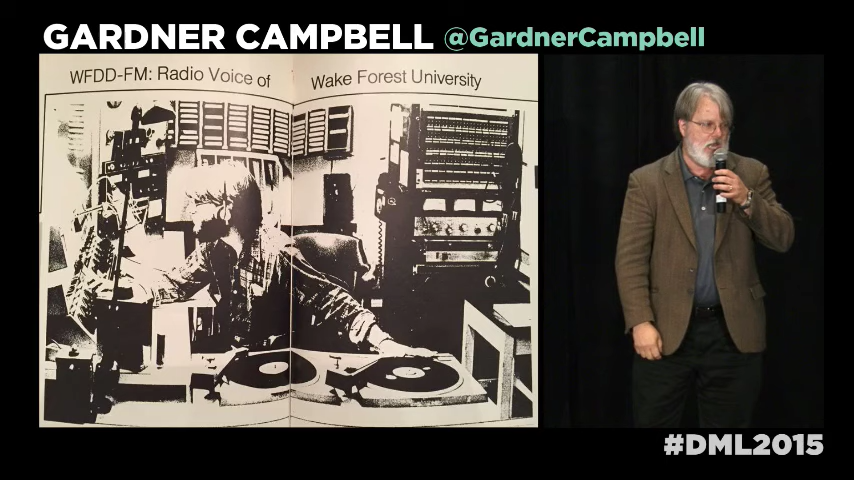 GARDNER CAMPBELL @GardnerCampbell
WFDD-FM: Radio Voice of Wake Forest University
#DML2015